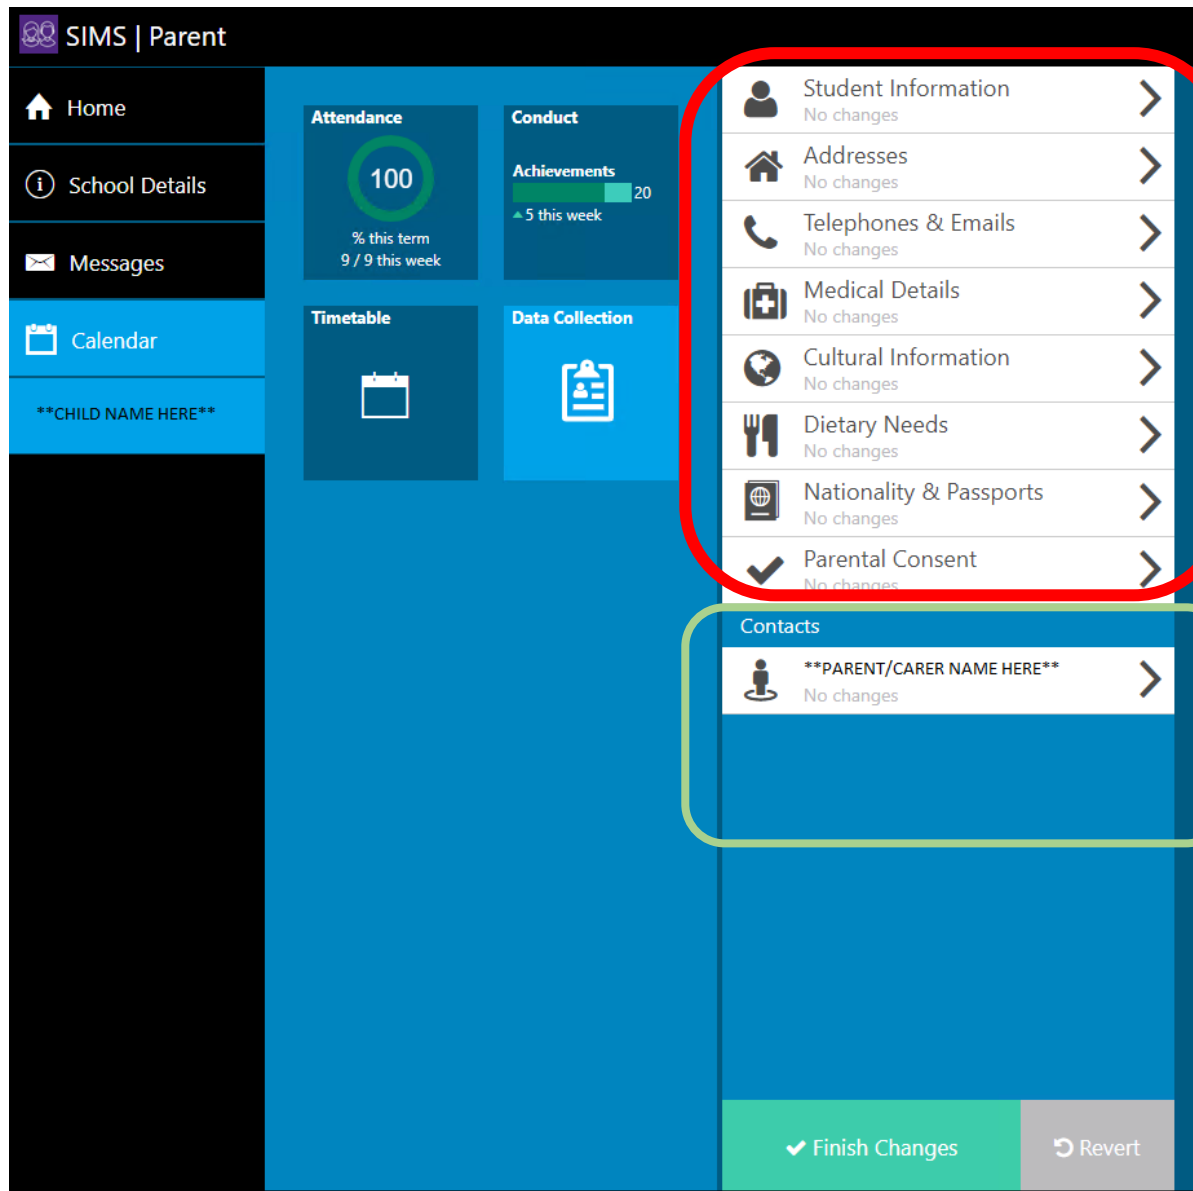 SIMS | Parent
Home
School Details
Messages
Calendar
**CHILD NAME HERE**
Attendance
100
% this term
9 / 9 this week
Conduct
Achievements
20
5 this week
Timetable
Data Collection
Student Information
No changes
Addresses
No changes
Telephones & Emails
No changes
Medical Details
No changes
Cultural Information
No changes
Dietary Needs
No changes
Nationality & Passports
No changes
Parental Consent
No changes
Contacts
**PARENT/CARER NAME HERE**
No changes
Finish Changes
Revert